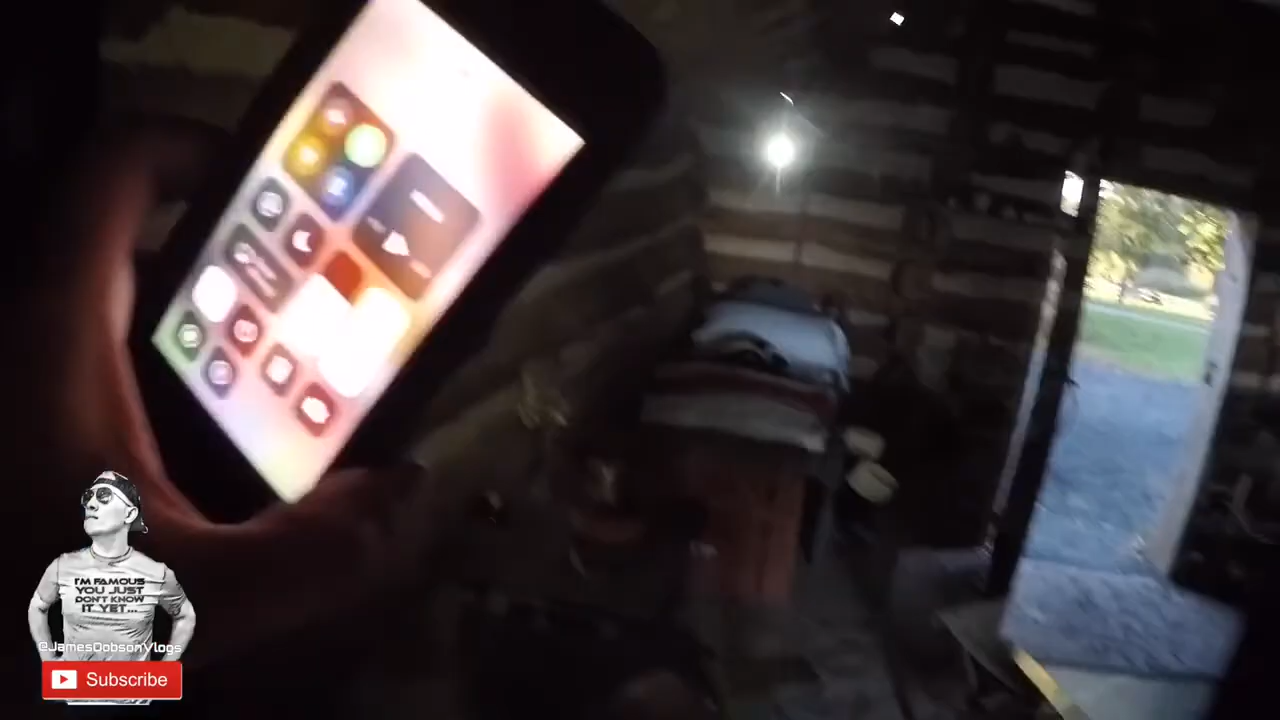 I'M FAMOUS
YOU JUST
DON'T KNOW
IT YET...
@JamesDobsonVlogs
Subscribe